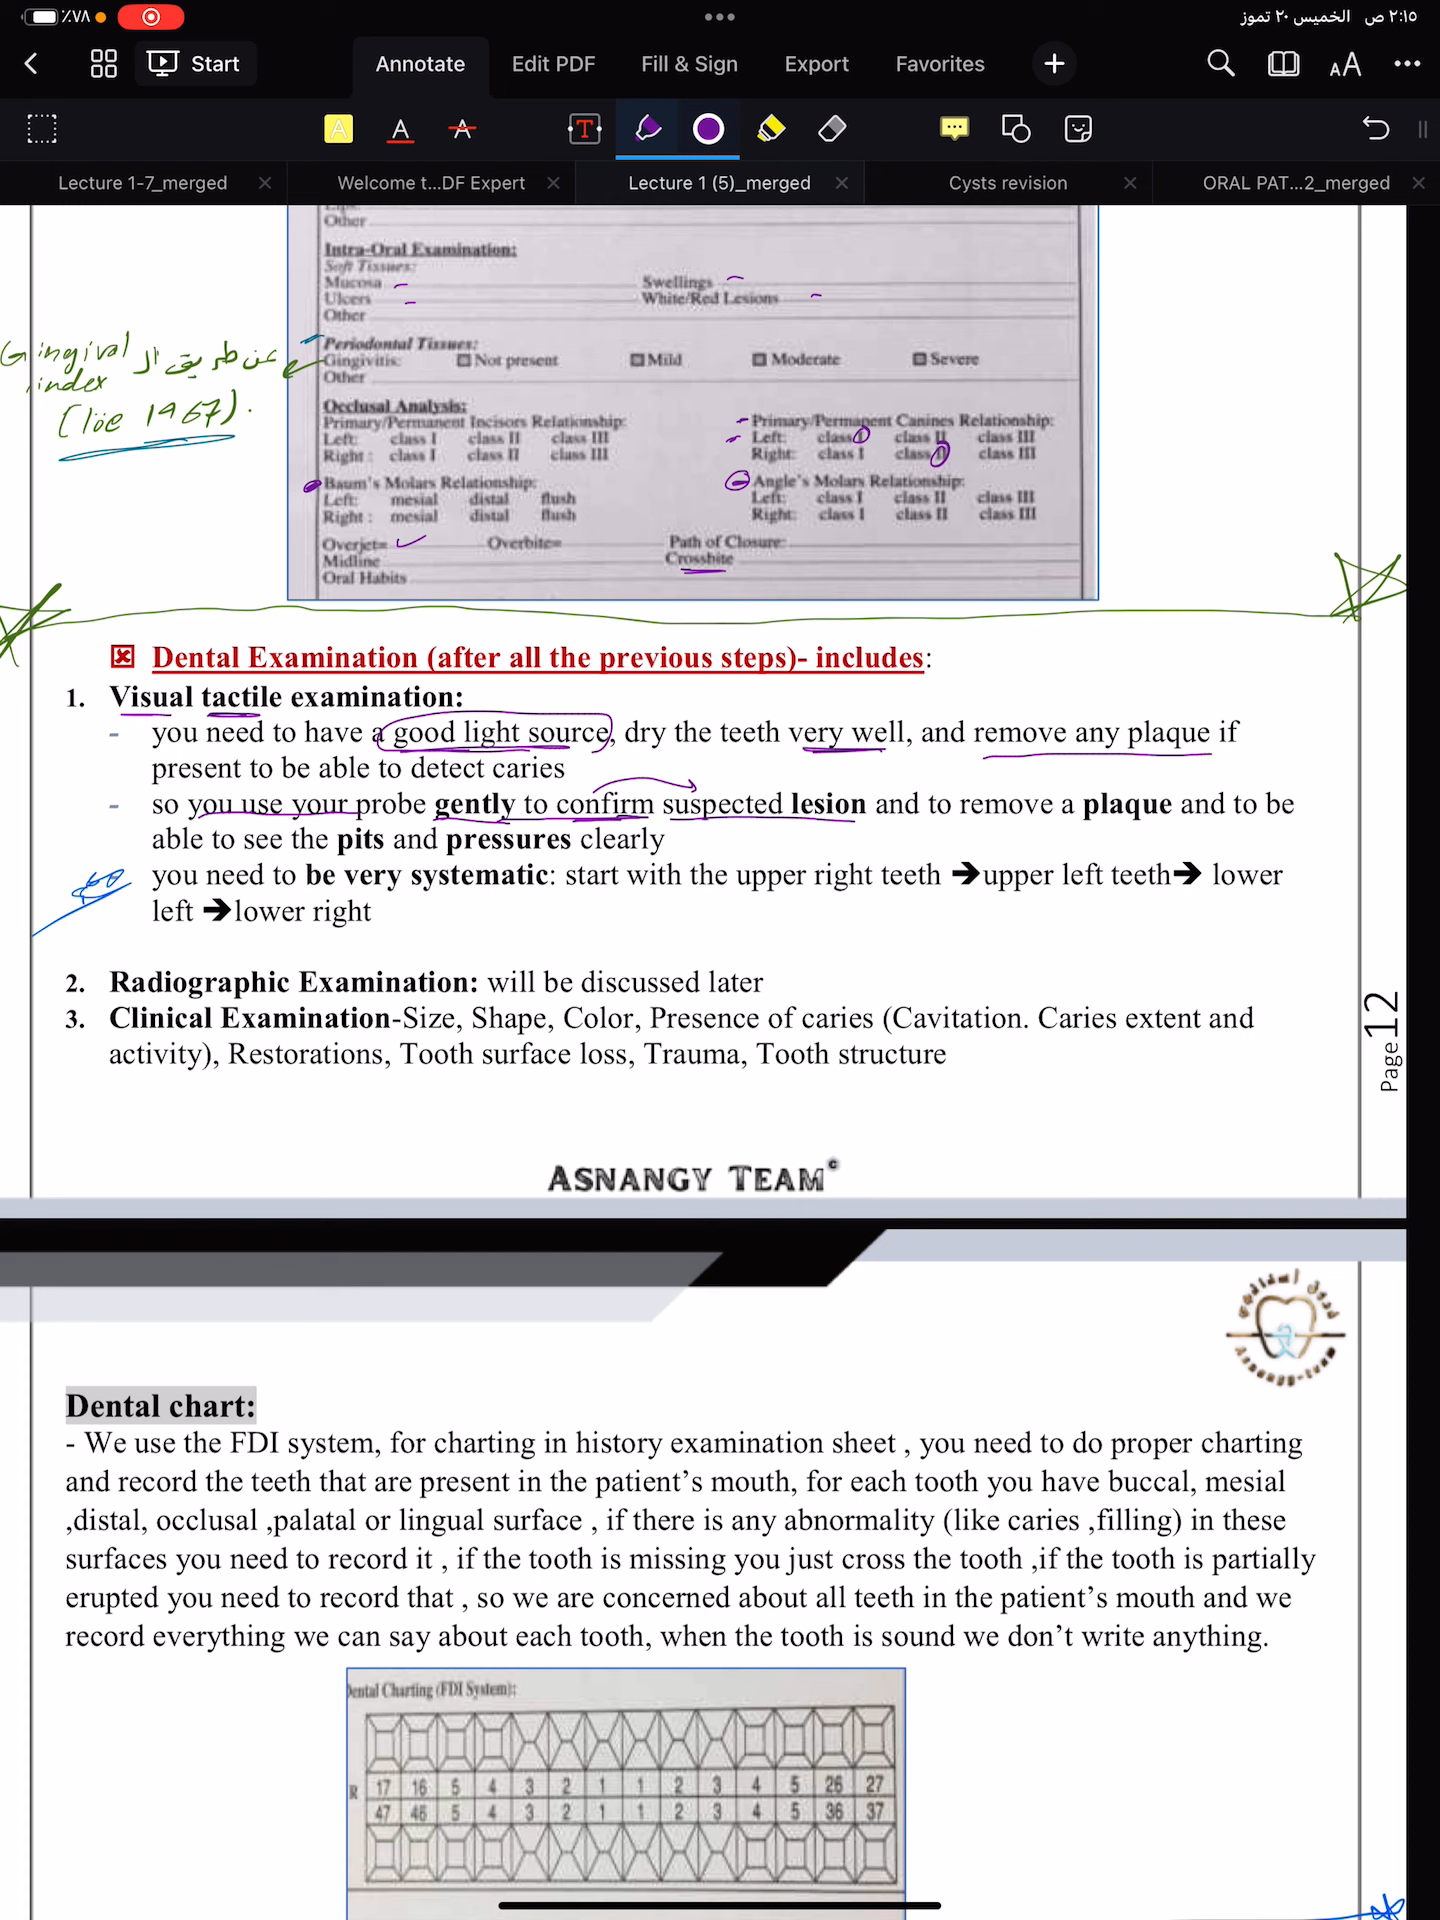 ٪٧٨
٢:١٥ ص الخميس ٢٠ تموز
Start
Annotate
Edit PDF
Fill & Sign
Export
Favorites
AA
A A A T
Lecture 1-7_merged
Welcome t...DF Expert
Lecture 1 (5)_merged
Cysts revision
ORAL PAT...2_merged
Other
Intra-Oral Examination:
Soft Tissues:
Mucosa Swellings
Ulcers White/Red Lesions
Other
Periodontal Tissues:
Gingivitis: Not present Mild Moderate Severe
Other
Gingival عن طريق ال
index
(löe 1967).
Occlusal Analysis:
Primary/Permanent Incisors Relationship:
Left: class I class II class III
Right : class I class II class III
Primary/Permanent Canines Relationship:
Left: class I class II class III
Right: class I class II class III
Baum's Molars Relationship:
Left: mesial distal flush
Right : mesial distal flush
Angle's Molars Relationship:
Left: class I class II class III
Right: class I class II class III
Overjet= Overbite= Path of Closure:
Midline Crossbite
Oral Habits
Dental Examination (after all the previous steps)- includes:
1. Visual tactile examination:
- you need to have a good light source, dry the teeth very well, and remove any plaque if
present to be able to detect caries
- so you use your probe gently to confirm suspected lesion and to remove a plaque and to be
able to see the pits and pressures clearly
you need to be very systematic: start with the upper right teeth ➔upper left teeth➔ lower
left ➔lower right
2. Radiographic Examination: will be discussed later
3. Clinical Examination-Size, Shape, Color, Presence of caries (Cavitation. Caries extent and
activity), Restorations, Tooth surface loss, Trauma, Tooth structure
Page12
ASNANGY TEAM©
Asnangy-team
Dental chart:
- We use the FDI system, for charting in history examination sheet , you need to do proper charting
and record the teeth that are present in the patient’s mouth, for each tooth you have buccal, mesial
,distal, occlusal ,palatal or lingual surface , if there is any abnormality (like caries ,filling) in these
surfaces you need to record it , if the tooth is missing you just cross the tooth ,if the tooth is partially
erupted you need to record that , so we are concerned about all teeth in the patient’s mouth and we
record everything we can say about each tooth, when the tooth is sound we don’t write anything.
Dental Charting (FDI System):
R 17 16 5 4 3 2 1 1 2 3 4 5 26 27
47 46 5 4 3 2 1 1 2 3 4 5 36 37